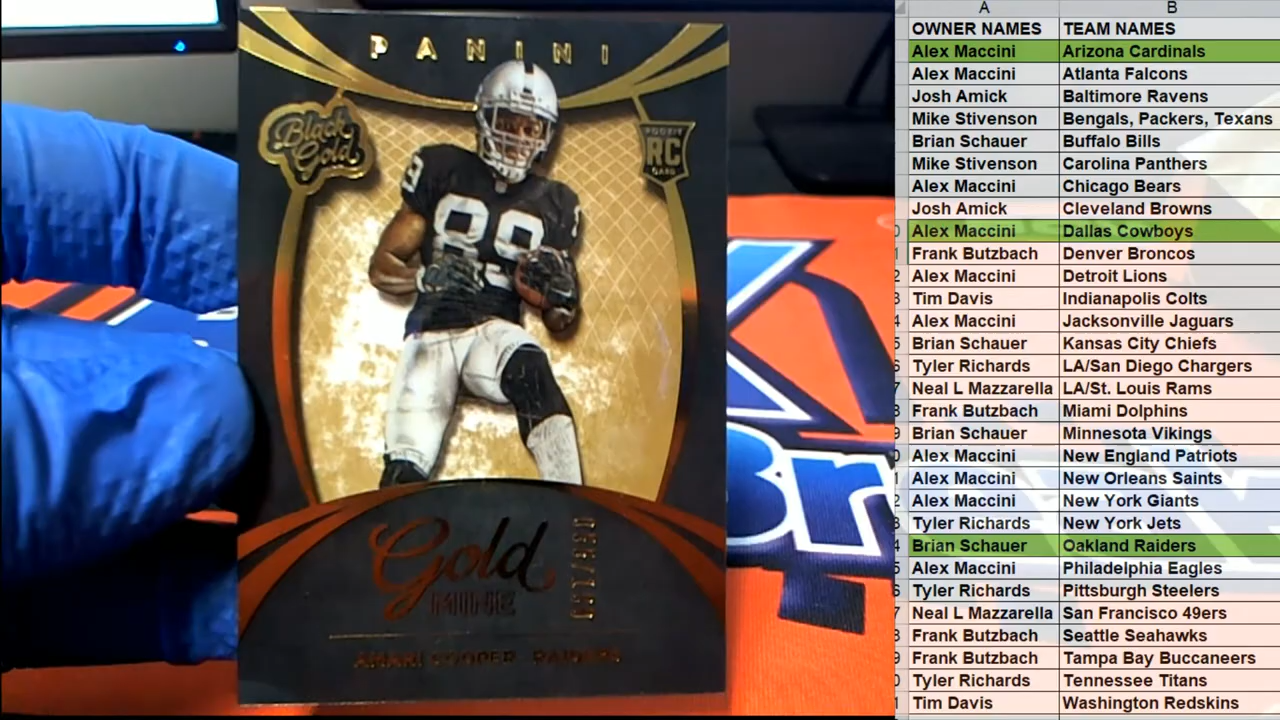 PANINI
Black
Gold
ROOKIE
RC
CARD
89
Gold
MINE
AMARI COOPER RAIDERS
A B
OWNER NAMES TEAM NAMES
Alex Maccini Arizona Cardinals
Alex Maccini Atlanta Falcons
Josh Amick Baltimore Ravens
Mike Stivenson Bengals, Packers, Texans
Brian Schauer Buffalo Bills
Mike Stivenson Carolina Panthers
Alex Maccini Chicago Bears
Josh Amick Cleveland Browns
Alex Maccini Dallas Cowboys
Frank Butzbach Denver Broncos
Alex Maccini Detroit Lions
Tim Davis Indianapolis Colts
Alex Maccini Jacksonville Jaguars
Brian Schauer Kansas City Chiefs
Tyler Richards LA/San Diego Chargers
Neal L Mazzarella LA/St. Louis Rams
Frank Butzbach Miami Dolphins
Brian Schauer Minnesota Vikings
Alex Maccini New England Patriots
Alex Maccini New Orleans Saints
Alex Maccini New York Giants
Tyler Richards New York Jets
Brian Schauer Oakland Raiders
Alex Maccini Philadelphia Eagles
Tyler Richards Pittsburgh Steelers
Neal L Mazzarella San Francisco 49ers
Frank Butzbach Seattle Seahawks
Frank Butzbach Tampa Bay Buccaneers
Tyler Richards Tennessee Titans
Tim Davis Washington Redskins